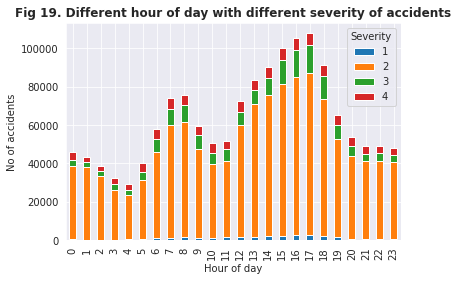 Fig 19. Different hour of day with different severity of accidents
Severity
1
2
3
4
100000
80000
60000
40000
20000
0
No of accidents
0 1 2 3 4 5 6 7 8 9 10 11 12 13 14 15 16 17 18 19 20 21 22 23
Hour of day